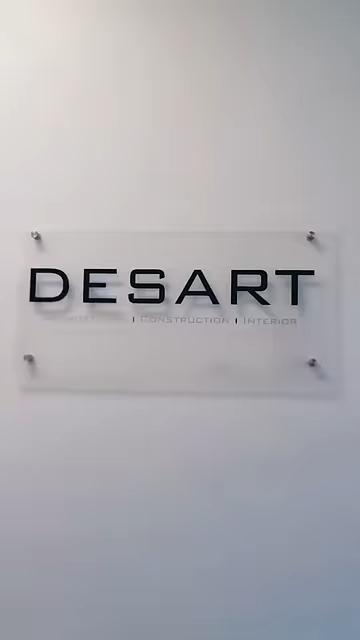 DESART
| Construction | Interior